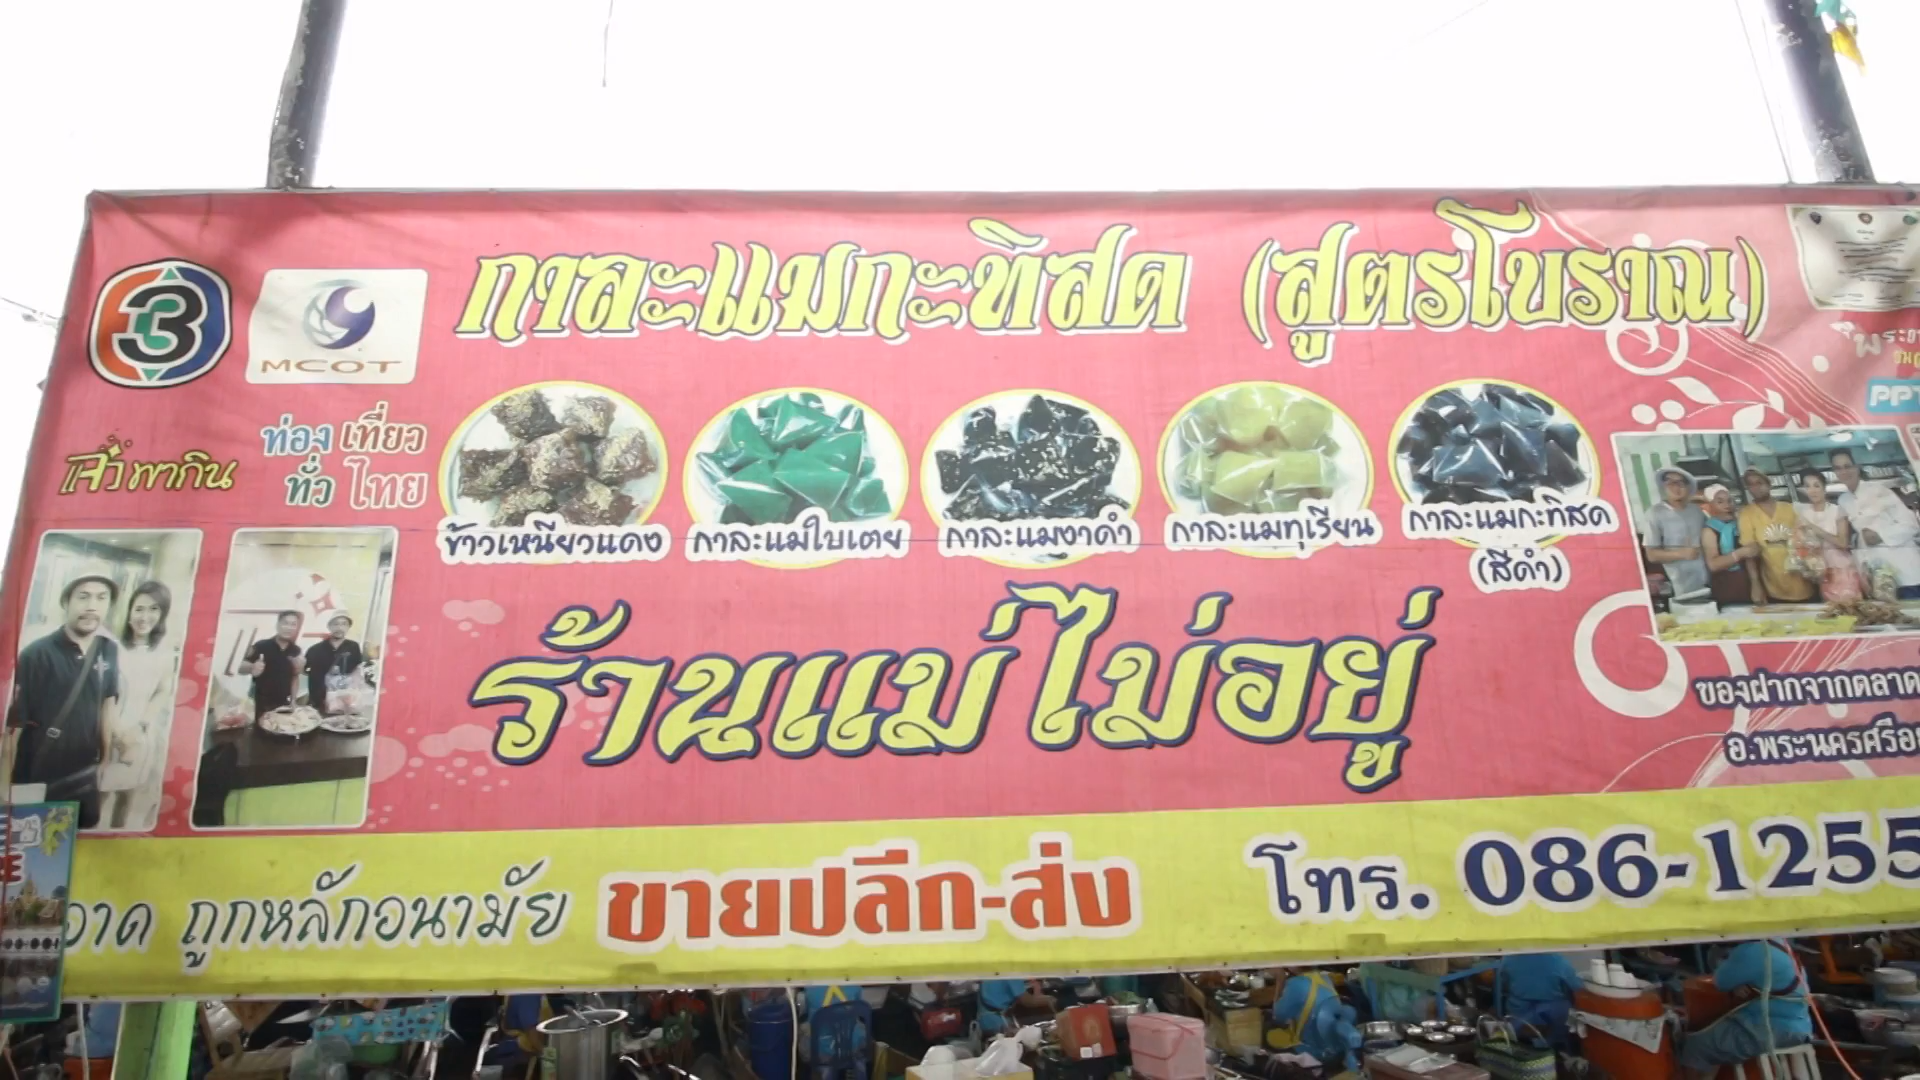 กาละแมกะทิสด (สูตรโบราณ)
3
MCOT
แจ๋วพากิน
ท่องเที่ยว
ทั่วไทย
ข้าวเหนียวแดง
กาละแมใบเตย
กาละแมงาดำ
กาละแมทุเรียน
กาละแมกะทิสด
(สีดำ)
ร้านแม่ไม่อยู่
ของฝากจากตลาด
อ.พระนครศรีอย
ถูกหลักอนามัย ขายปลีก-ส่ง โทร. 086-1255